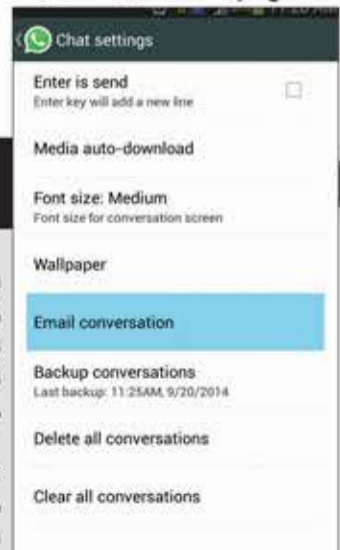 Chat settings
Enter is send
Enter key will add a new line
Media auto-download
Font size: Medium
Font size for conversation screen
Wallpaper
Email conversation
Backup conversations
Last backup: 11:25AM, 9/20/2014
Delete all conversations
Clear all conversations